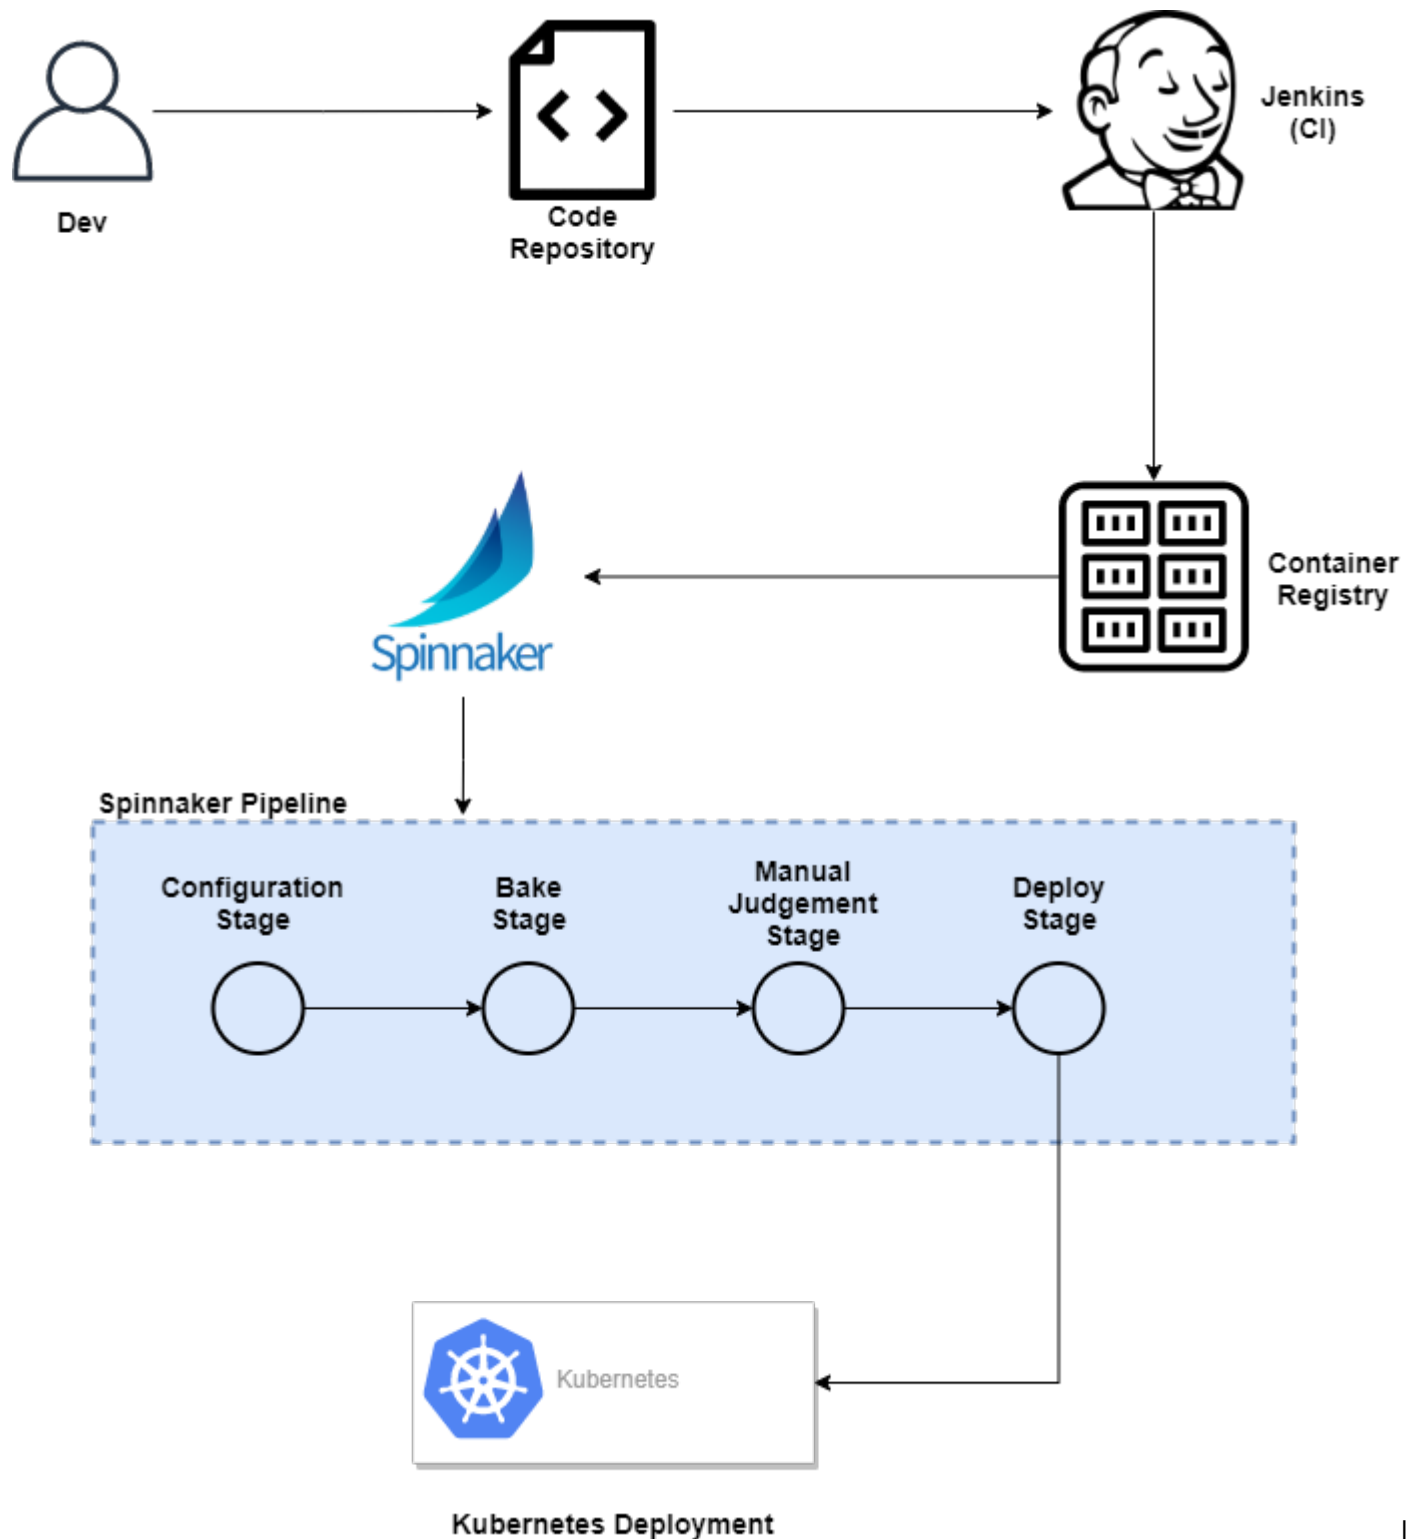 Dev
Code
Repository
Jenkins
(CI)
Container
Registry
Spinnaker
Spinnaker Pipeline
Configuration
Stage
Bake
Stage
Manual
Judgement
Stage
Deploy
Stage
Kubernetes
Kubernetes Deployment